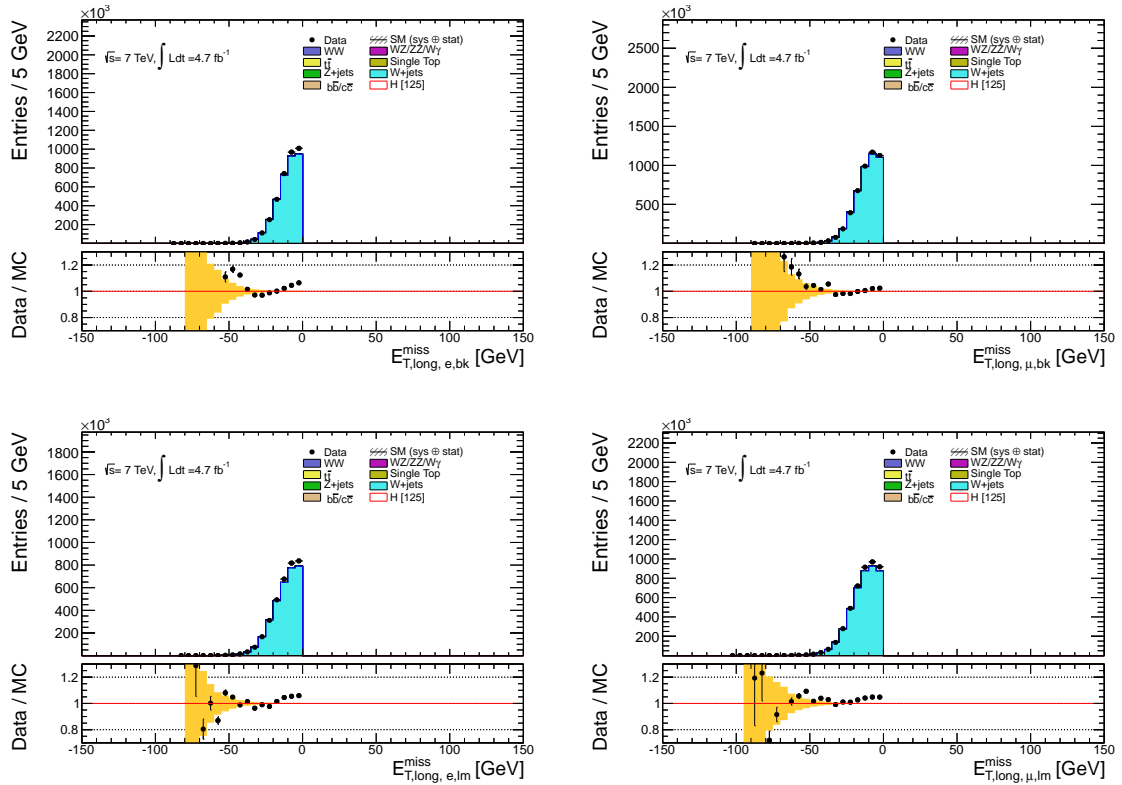 ×10³
Entries / 5 GeV
2200
2000
1800
1600
1400
1200
1000
800
600
400
200
√s= 7 TeV, ∫ Ldt =4.7 fb⁻¹
Data
SM (sys ⊕ stat)
WW
WZ/ZZ/Wγ
tt̄
Single Top
Z+jets
W+jets
bb̄/cc̄
H [125]
Data / MC
1.2
1
0.8
-150 -100 -50 0 50 100 150
E^miss_T,long, e,bk [GeV]
×10³
Entries / 5 GeV
2500
2000
1500
1000
500
√s= 7 TeV, ∫ Ldt =4.7 fb⁻¹
Data
SM (sys ⊕ stat)
WW
WZ/ZZ/Wγ
tt̄
Single Top
Z+jets
W+jets
bb̄/cc̄
H [125]
Data / MC
1.2
1
0.8
-150 -100 -50 0 50 100 150
E^miss_T,long, μ,bk [GeV]
×10³
Entries / 5 GeV
1800
1600
1400
1200
1000
800
600
400
200
√s= 7 TeV, ∫ Ldt =4.7 fb⁻¹
Data
SM (sys ⊕ stat)
WW
WZ/ZZ/Wγ
tt̄
Single Top
Z+jets
W+jets
bb̄/cc̄
H [125]
Data / MC
1.2
1
0.8
-150 -100 -50 0 50 100 150
E^miss_T,long, e,lm [GeV]
×10³
Entries / 5 GeV
2200
2000
1800
1600
1400
1200
1000
800
600
400
200
√s= 7 TeV, ∫ Ldt =4.7 fb⁻¹
Data
SM (sys ⊕ stat)
WW
WZ/ZZ/Wγ
tt̄
Single Top
Z+jets
W+jets
bb̄/cc̄
H [125]
Data / MC
1.2
1
0.8
-150 -100 -50 0 50 100 150
E^miss_T,long, μ,lm [GeV]